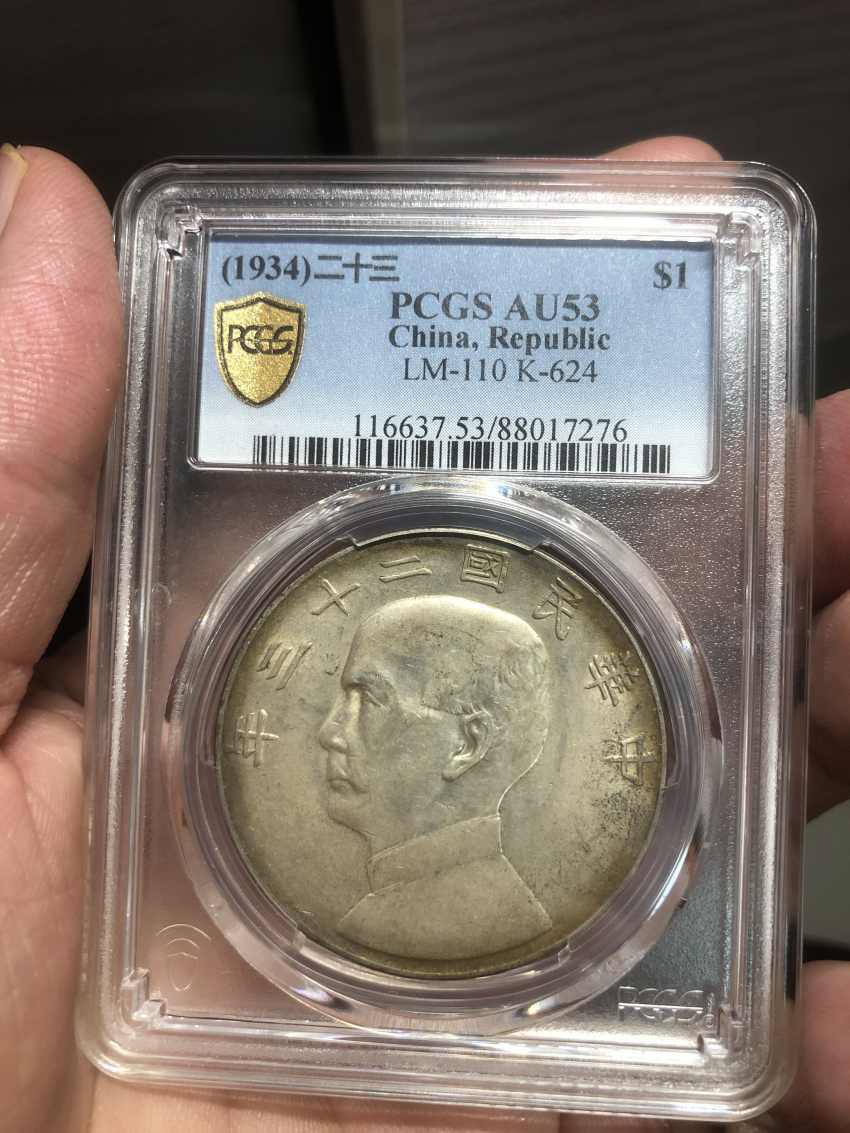 (1934)二十三 $1
PCGS AU53
PCGS
China, Republic
LM-110 K-624
116637.53/88017276
中華民國二十三年
PCGS